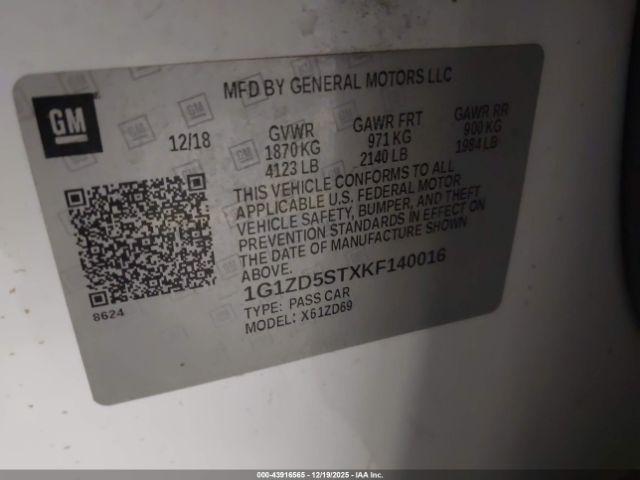 MFD BY GENERAL MOTORS LLC
GM
12/18
GVWR
1870 KG
4123 LB
GAWR FRT
971 KG
2140 LB
GAWR RR
900 KG
1984 LB
THIS VEHICLE CONFORMS TO ALL
APPLICABLE U.S. FEDERAL MOTOR
VEHICLE SAFETY, BUMPER, AND THEFT
PREVENTION STANDARDS IN EFFECT ON
THE DATE OF MANUFACTURE SHOWN
ABOVE.
1G1ZD5STXKF140016
TYPE: PASS CAR
MODEL: X61ZD69
8624
000-43916565 • 12/19/2025 • IAA Inc.